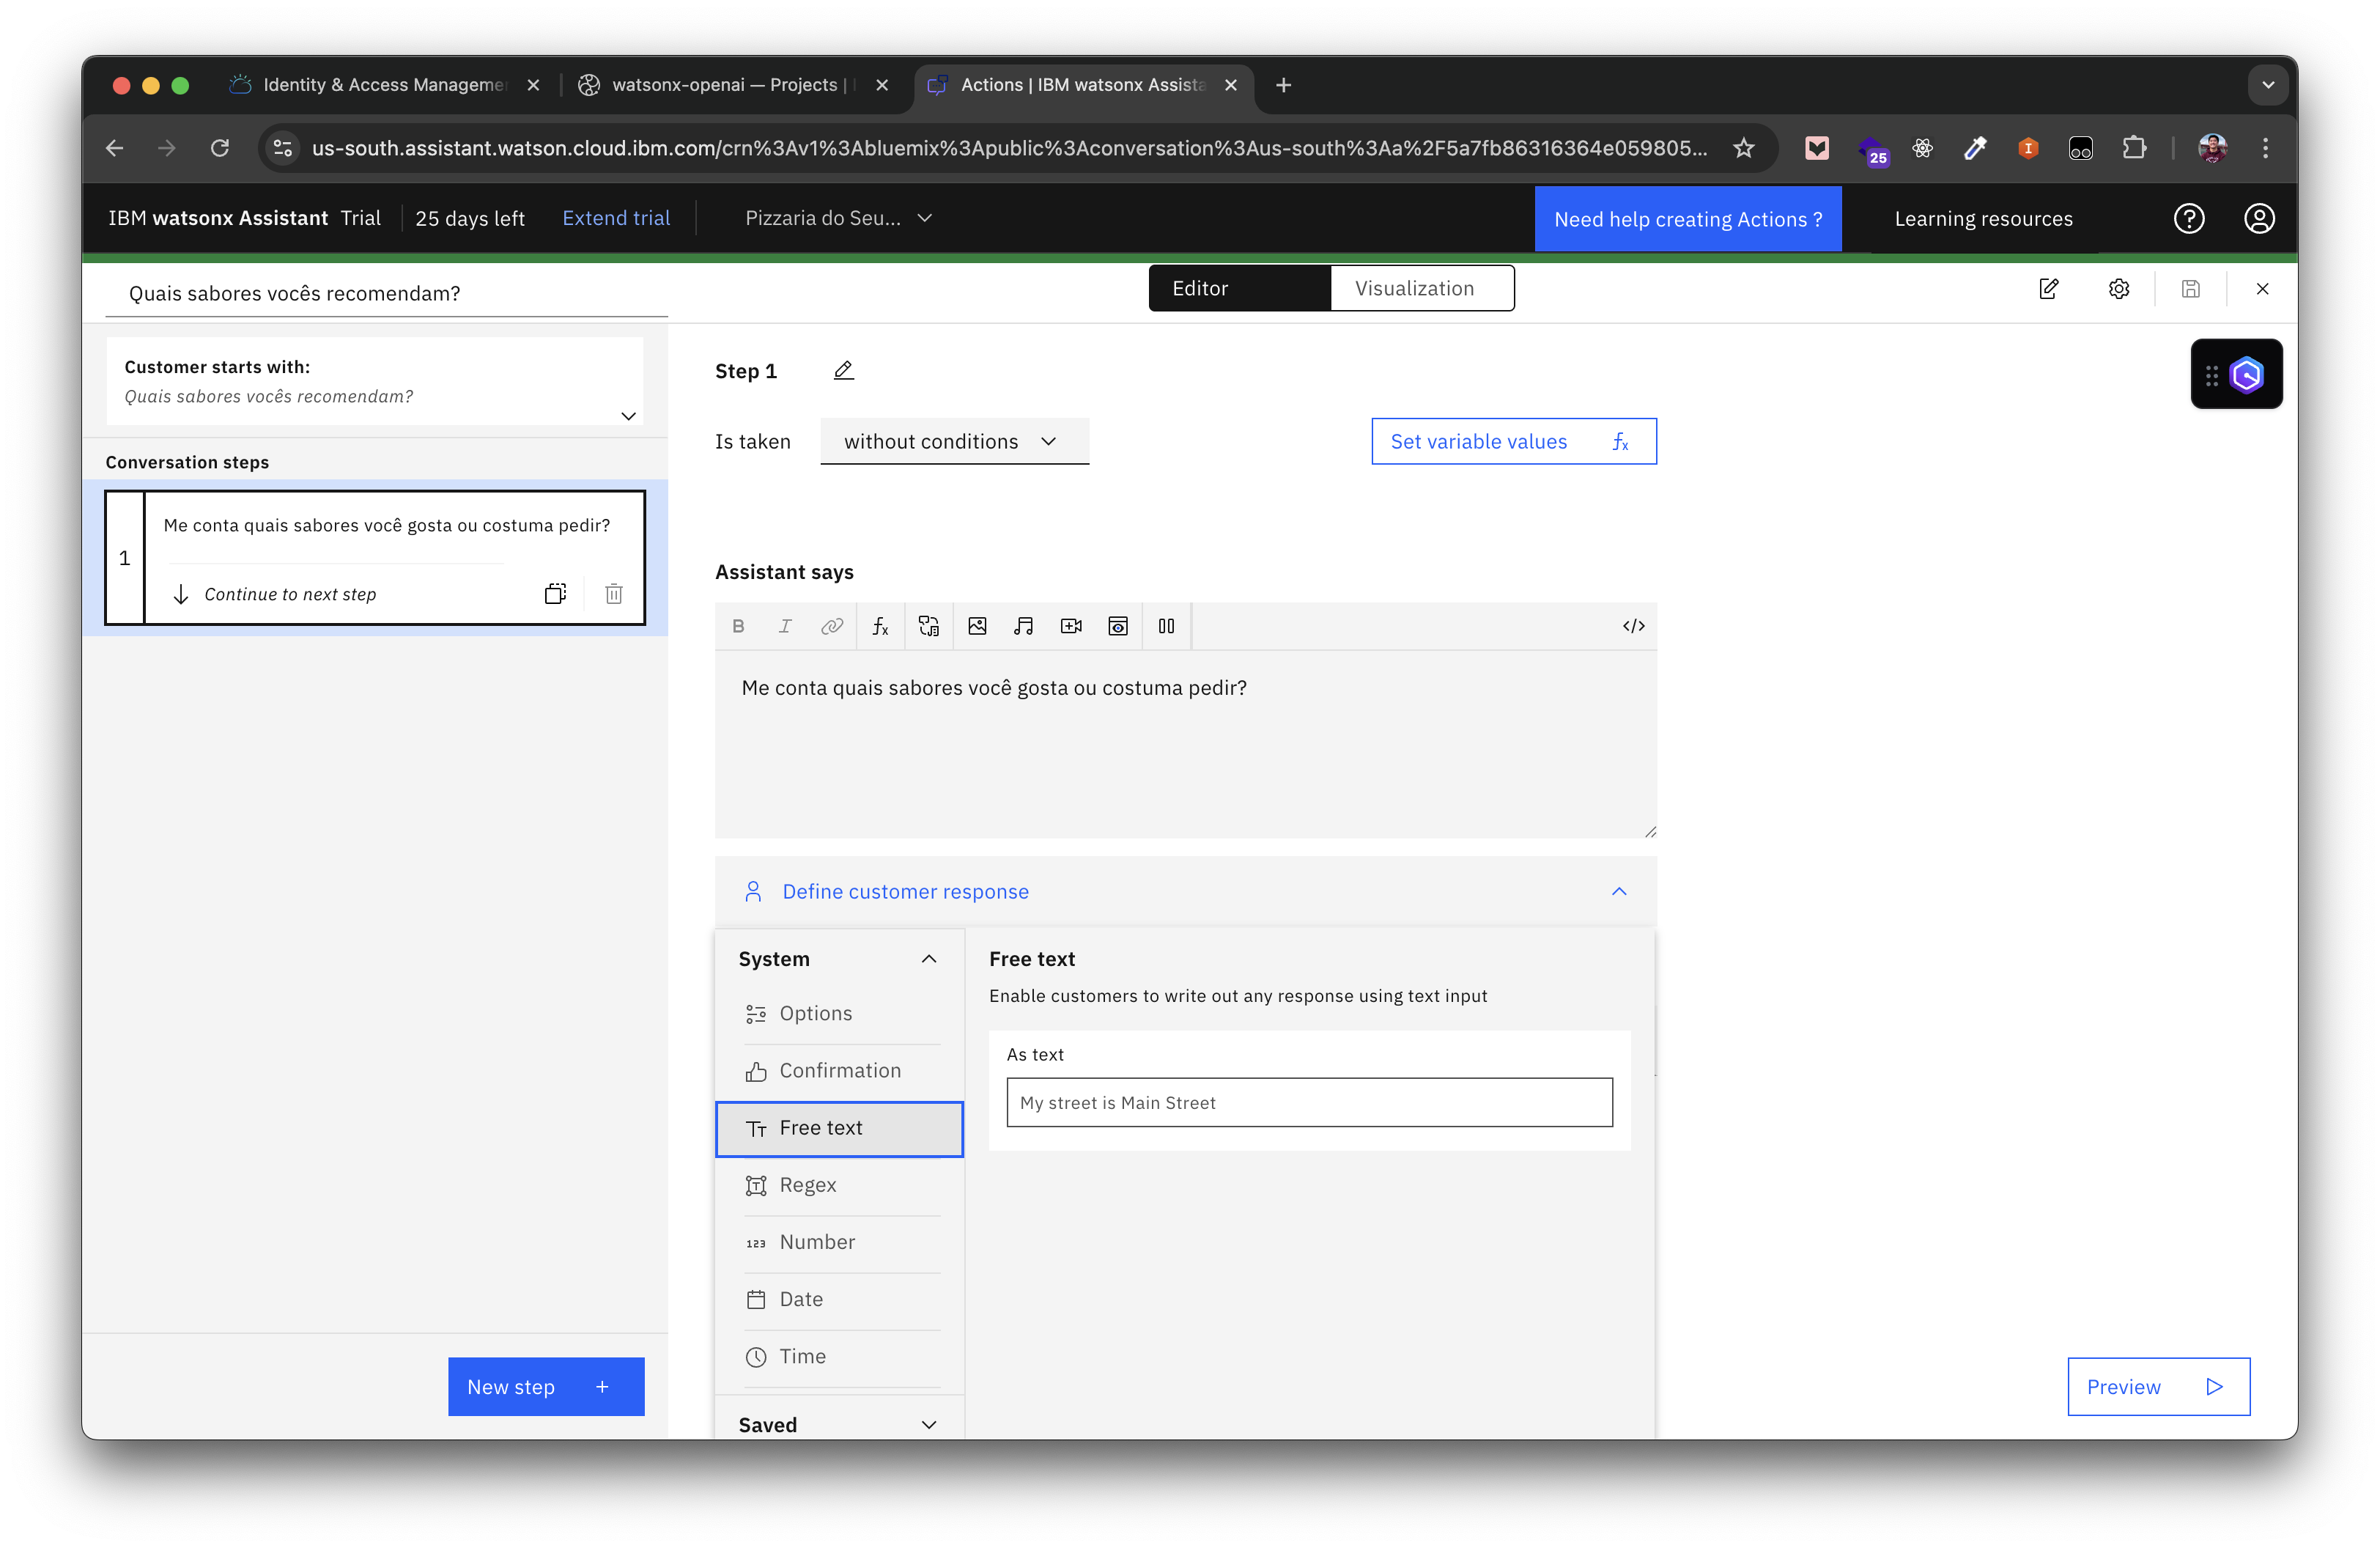 Identity & Access Managemen
watsonx-openai — Projects | I
Actions | IBM watsonx Assista
us-south.assistant.watson.cloud.ibm.com/crn%3Av1%3Abluemix%3Apublic%3Aconversation%3Aus-south%3Aa%2F5a7fb86316364e059805...
25
IBM watsonx Assistant Trial
25 days left
Extend trial
Pizzaria do Seu...
Need help creating Actions ?
Learning resources
Quais sabores vocês recomendam?
Editor
Visualization
Customer starts with:
Quais sabores vocês recomendam?
Conversation steps
1
Me conta quais sabores você gosta ou costuma pedir?
Continue to next step
New step +
Step 1
Is taken
without conditions
Set variable values fx
Assistant says
B I fx </>
Me conta quais sabores você gosta ou costuma pedir?
Define customer response
System
Options
Confirmation
Free text
Regex
123 Number
Date
Time
Saved
Free text
Enable customers to write out any response using text input
As text
My street is Main Street
Preview